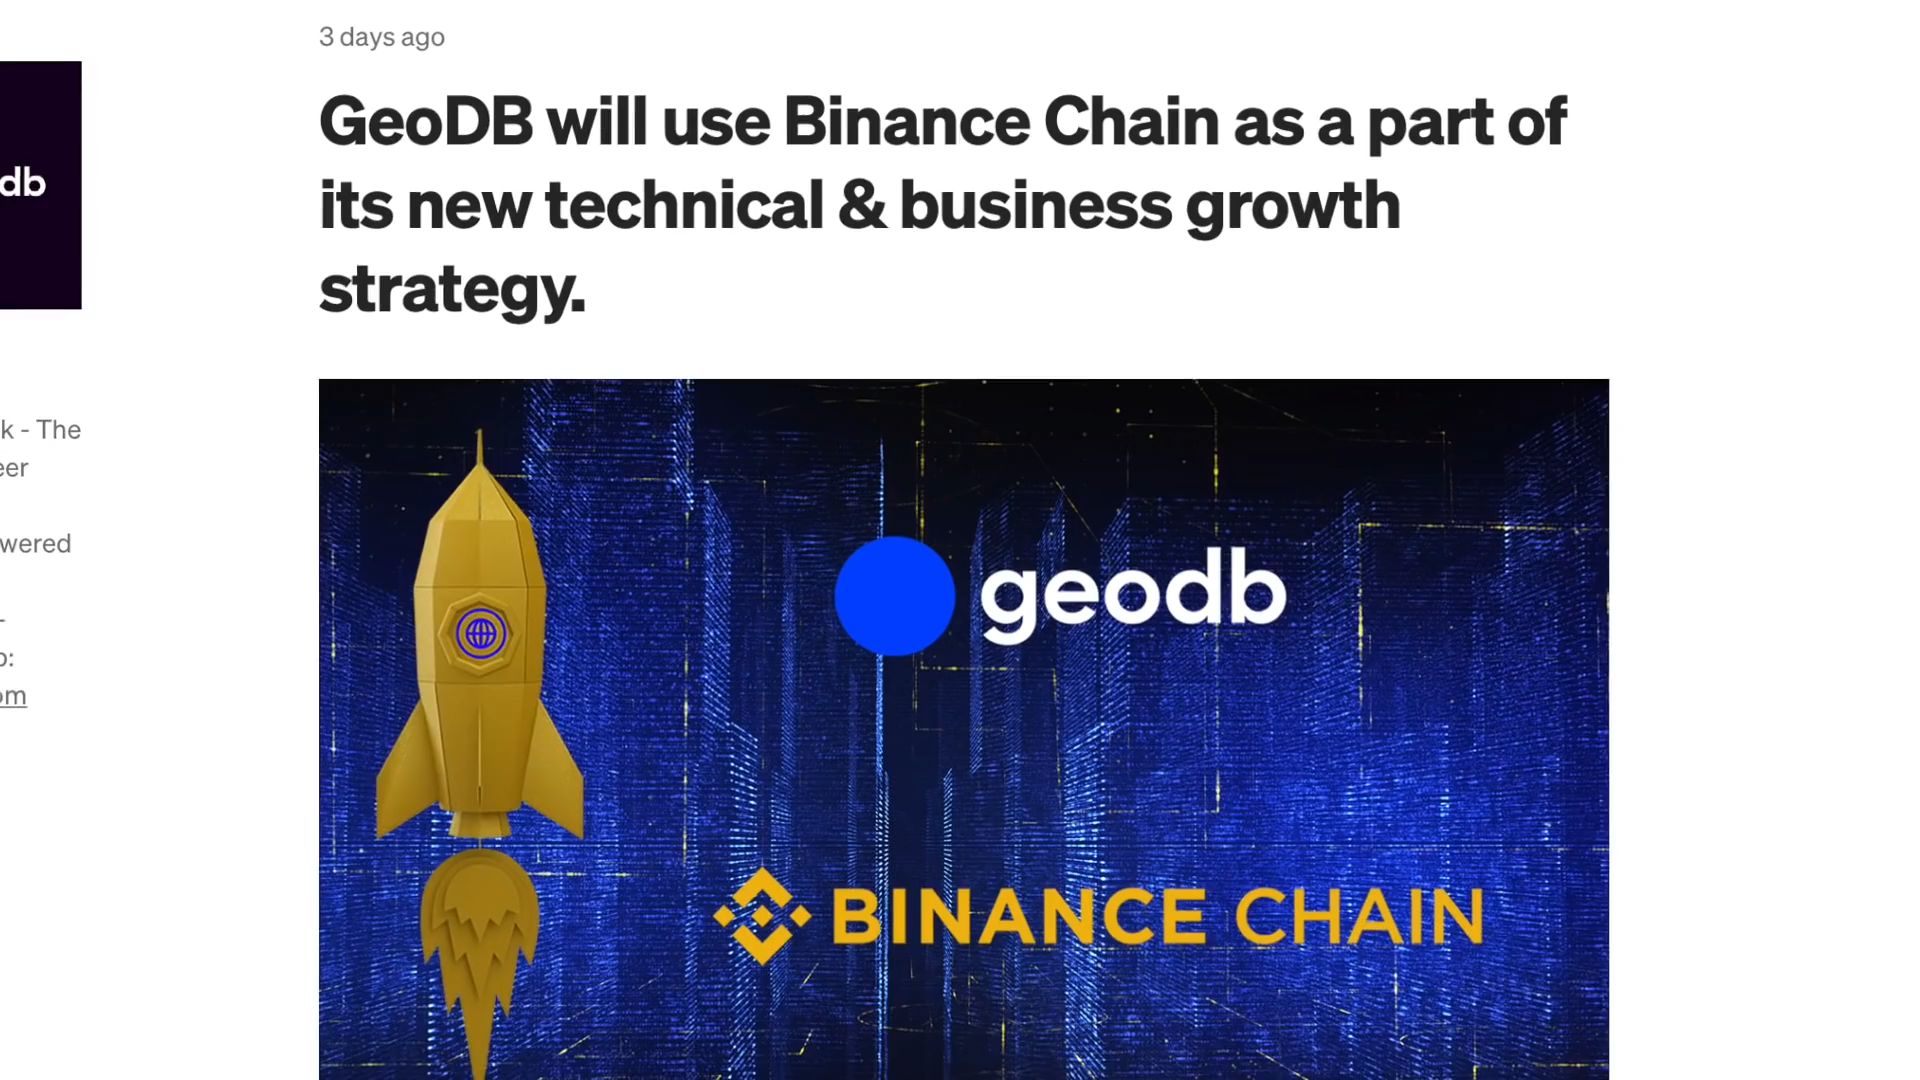 3 days ago
GeoDB will use Binance Chain as a part of
its new technical & business growth
strategy.
db
k - The
eer
wered
-
o:
om
geodb
BINANCE CHAIN